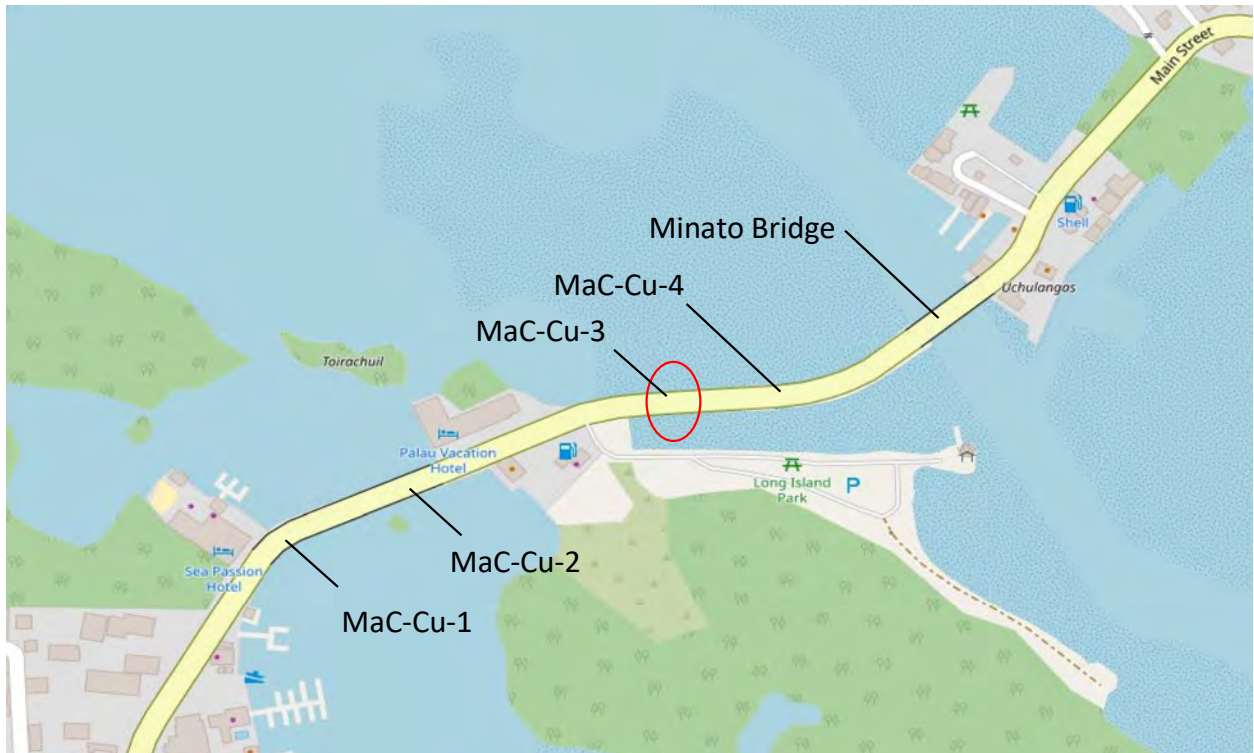 Main Street
Shell
Minato Bridge
Uchulangas
MaC-Cu-4
MaC-Cu-3
Toirachuil
Palau Vacation
Hotel
Long Island
Park
P
Sea Passion
Hotel
MaC-Cu-2
MaC-Cu-1